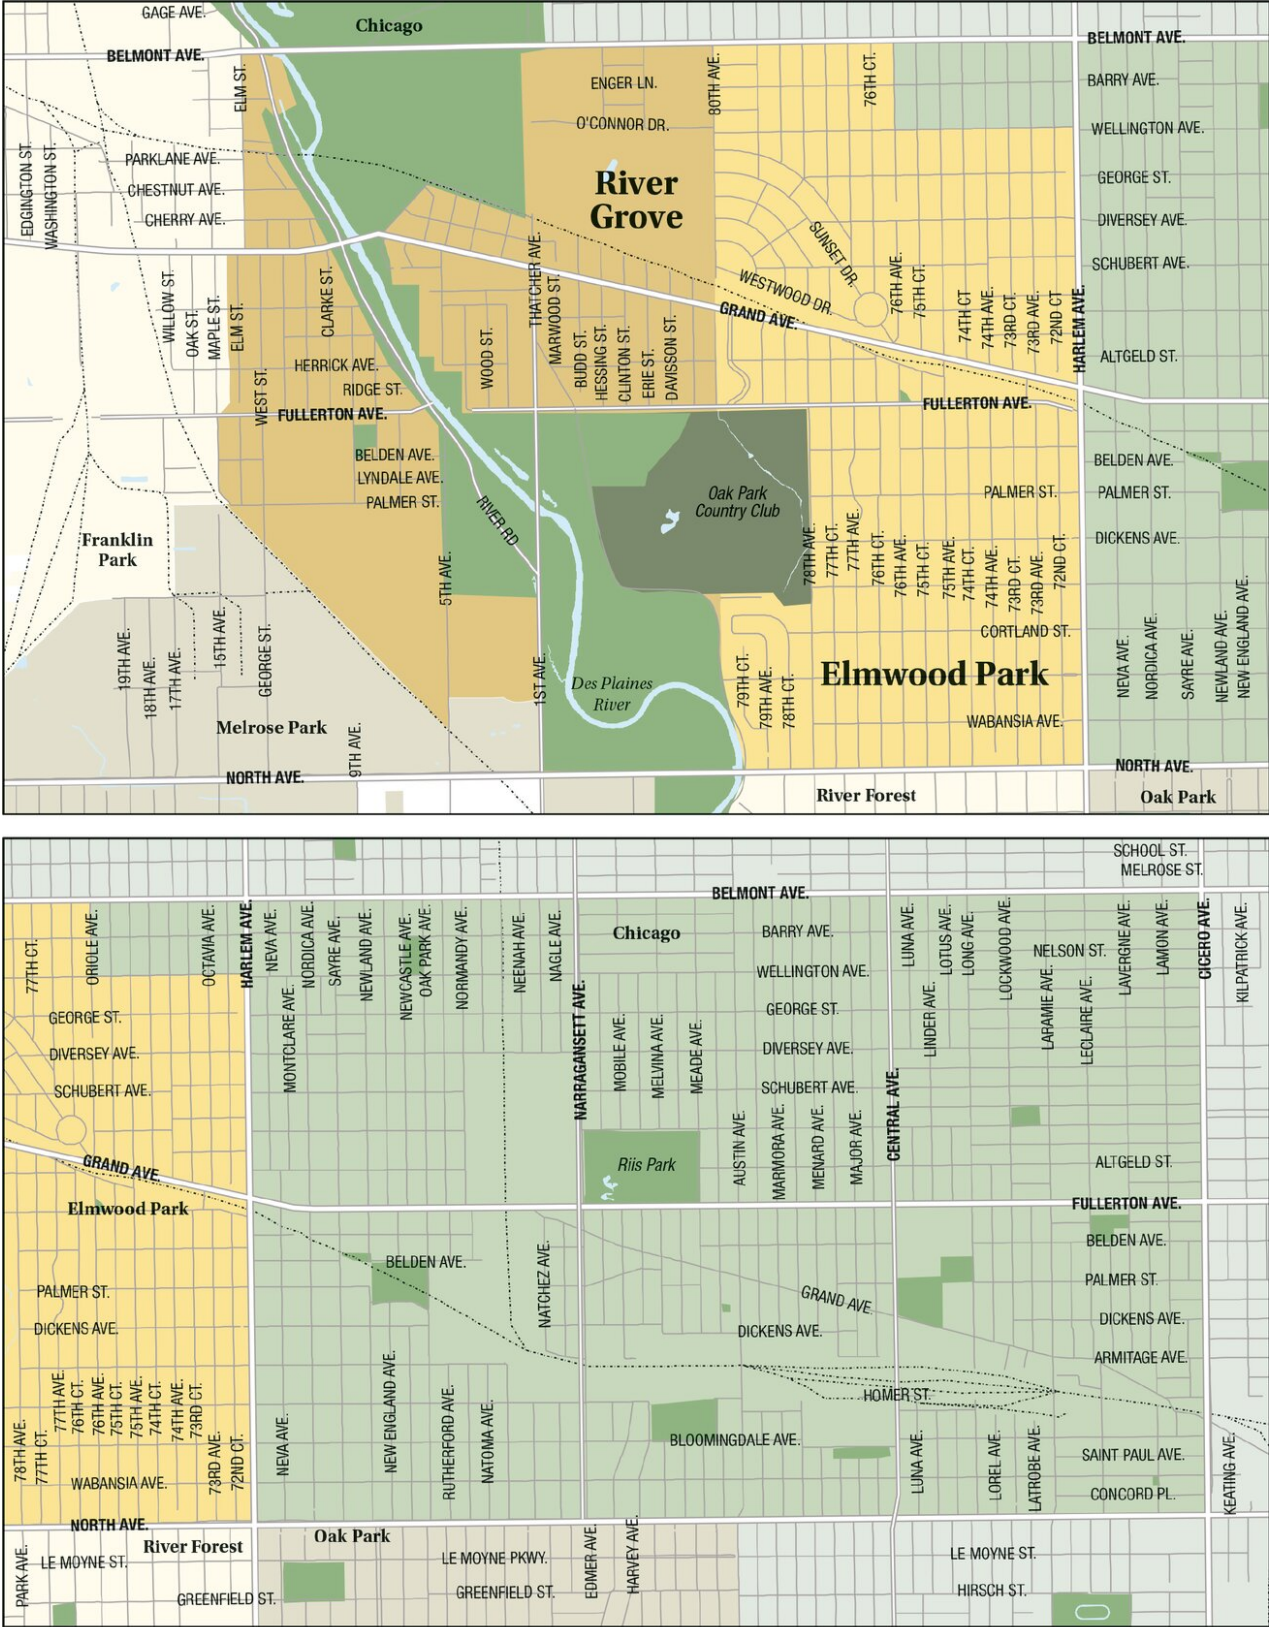 GAGE AVE.
Chicago
BELMONT AVE.
BELMONT AVE.
ELM ST.
ENGER LN.
80TH AVE.
76TH CT.
BARRY AVE.
O'CONNOR DR.
WELLINGTON AVE.
EDGINGTON ST.
WASHINGTON ST.
PARKLANE AVE.
CHESTNUT AVE.
CHERRY AVE.
River
Grove
GEORGE ST.
DIVERSEY AVE.
SCHUBERT AVE.
SUNSET DR.
WESTWOOD DR.
GRAND AVE.
WILLOW ST.
OAK ST.
MAPLE ST.
ELM ST.
CLARKE ST.
THATCHER AVE.
MARWOOD ST.
WOOD ST.
BUDD ST.
HESSING ST.
CLINTON ST.
ERIE ST.
DAVISSON ST.
76TH AVE.
75TH CT.
74TH CT
74TH AVE.
73RD CT.
73RD AVE.
72ND CT
HARLEM AVE.
ALTGELD ST.
HERRICK AVE.
RIDGE ST.
WEST ST.
FULLERTON AVE.
FULLERTON AVE.
BELDEN AVE.
LYNDALE AVE.
PALMER ST.
RIVER RD
Oak Park
Country Club
PALMER ST.
BELDEN AVE.
PALMER ST.
DICKENS AVE.
Franklin
Park
5TH AVE.
78TH AVE.
77TH CT.
77TH AVE.
76TH CT.
76TH AVE.
75TH CT.
75TH AVE.
74TH CT.
74TH AVE.
73RD CT.
73RD AVE.
72ND CT.
CORTLAND ST.
19TH AVE.
18TH AVE.
17TH AVE.
15TH AVE.
GEORGE ST.
1ST AVE.
Des Plaines
River
79TH CT.
79TH AVE.
78TH CT.
Elmwood Park
NEVA AVE.
NORDICA AVE.
SAYRE AVE.
NEWLAND AVE.
NEW ENGLAND AVE.
Melrose Park
9TH AVE.
WABANSIA AVE.
NORTH AVE.
NORTH AVE.
River Forest
Oak Park
SCHOOL ST.
MELROSE ST.
BELMONT AVE.
77TH CT.
ORIOLE AVE.
OCTAVIA AVE.
HARLEM AVE.
NEVA AVE.
MONTCLARE AVE.
NORDICA AVE.
SAYRE AVE.
NEWLAND AVE.
NEWCASTLE AVE.
OAK PARK AVE.
NORMANDY AVE.
NEENAH AVE.
NAGLE AVE.
NARRAGANSETT AVE.
Chicago
BARRY AVE.
WELLINGTON AVE.
GEORGE ST.
DIVERSEY AVE.
SCHUBERT AVE.
LUNA AVE.
LINDER AVE.
LOTUS AVE.
LONG AVE.
LOCKWOOD AVE.
NELSON ST.
LARAMIE AVE.
LECLAIRE AVE.
LAVERGNE AVE.
LAMON AVE.
CICERO AVE.
KILPATRICK AVE.
GEORGE ST.
DIVERSEY AVE.
SCHUBERT AVE.
MOBILE AVE.
MELVINA AVE.
MEADE AVE.
CENTRAL AVE.
GRAND AVE.
Riis Park
AUSTIN AVE.
MARMORA AVE.
MENARD AVE.
MAJOR AVE.
ALTGELD ST.
FULLERTON AVE.
Elmwood Park
BELDEN AVE.
NATCHEZ AVE.
BELDEN AVE.
PALMER ST.
GRAND AVE.
PALMER ST.
DICKENS AVE.
DICKENS AVE.
DICKENS AVE.
ARMITAGE AVE.
HOMER ST.
78TH AVE.
77TH CT.
77TH AVE.
76TH CT.
76TH AVE.
75TH CT.
75TH AVE.
74TH CT.
74TH AVE.
73RD CT.
73RD AVE.
72ND CT.
NEVA AVE.
NEW ENGLAND AVE.
RUTHERFORD AVE.
NATOMA AVE.
BLOOMINGDALE AVE.
LUNA AVE.
LOREL AVE.
LATROBE AVE.
SAINT PAUL AVE.
KEATING AVE.
WABANSIA AVE.
CONCORD PL.
NORTH AVE.
River Forest
Oak Park
PARK AVE.
LE MOYNE ST.
GREENFIELD ST.
LE MOYNE PKWY.
GREENFIELD ST.
EDMER AVE.
HARVEY AVE.
LE MOYNE ST.
HIRSCH ST.